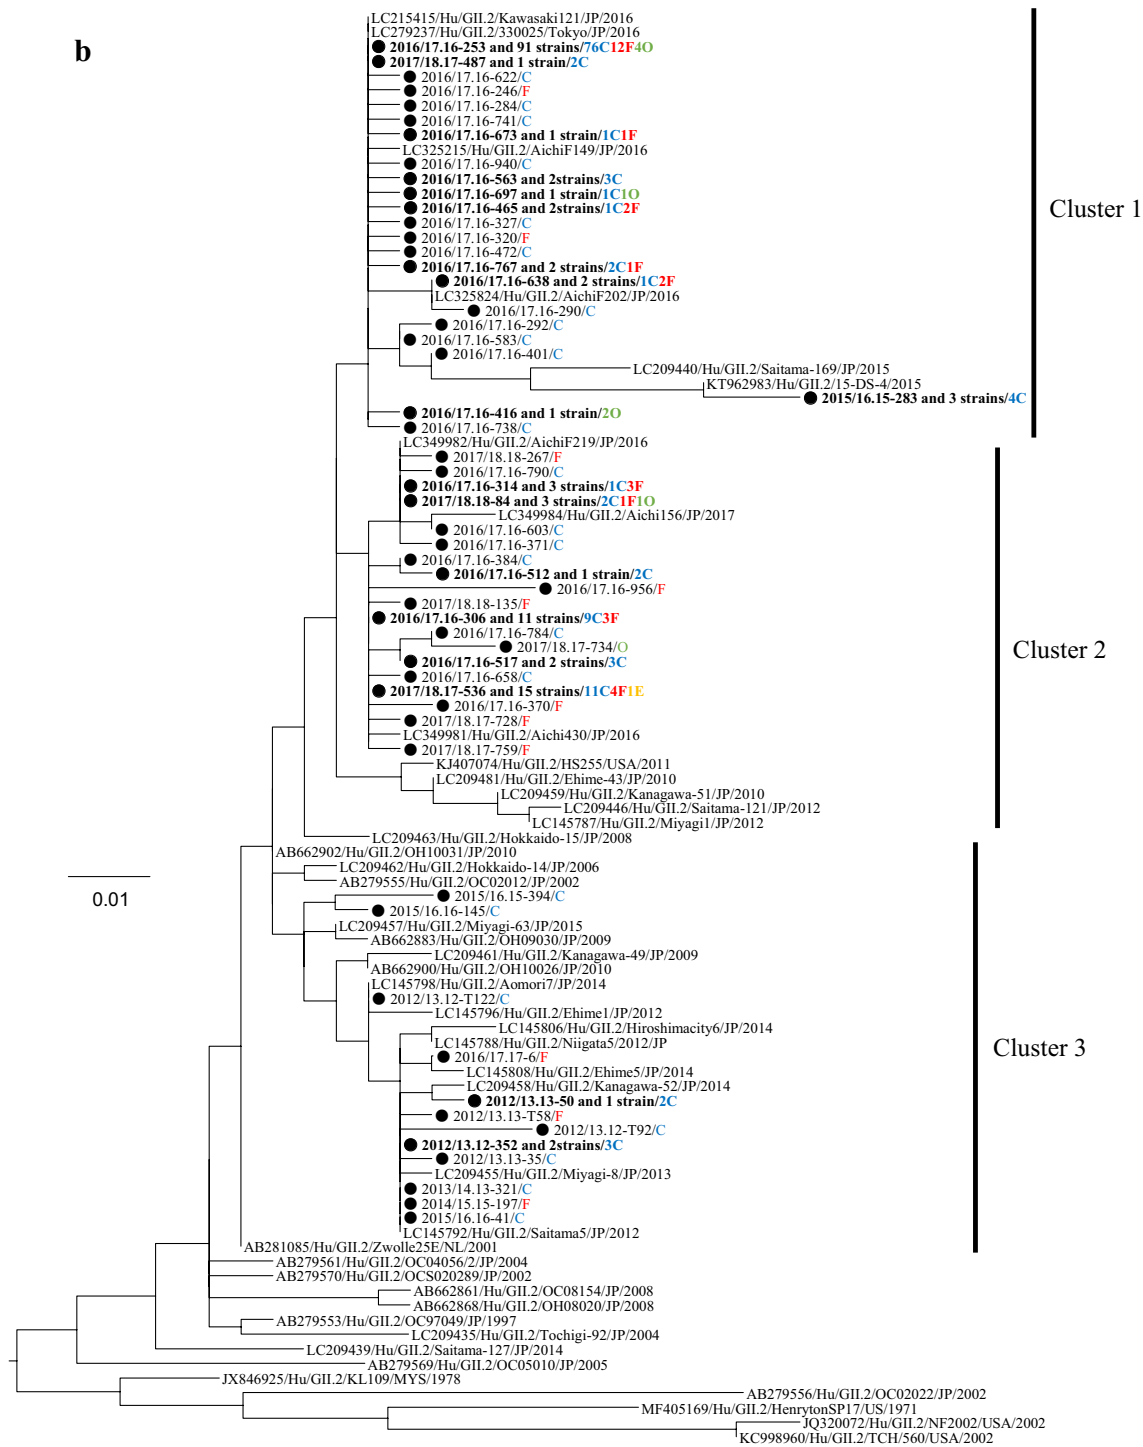 b
LC215415/Hu/GII.2/Kawasaki121/JP/2016
LC279237/Hu/GII.2/330025/Tokyo/JP/2016
2016/17.16-253 and 91 strains/76C12F4O
2017/18.17-487 and 1 strain/2C
2016/17.16-622/C
2016/17.16-246/F
2016/17.16-284/C
2016/17.16-741/C
2016/17.16-673 and 1 strain/1C1F
LC325215/Hu/GII.2/AichiF149/JP/2016
2016/17.16-940/C
2016/17.16-563 and 2strains/3C
2016/17.16-697 and 1 strain/1C1O
2016/17.16-465 and 2strains/1C2F
2016/17.16-327/C
2016/17.16-320/F
2016/17.16-472/C
2016/17.16-767 and 2 strains/2C1F
2016/17.16-638 and 2 strains/1C2F
LC325824/Hu/GII.2/AichiF202/JP/2016
2016/17.16-290/C
2016/17.16-292/C
2016/17.16-583/C
2016/17.16-401/C
LC209440/Hu/GII.2/Saitama-169/JP/2015
KT962983/Hu/GII.2/15-DS-4/2015
2015/16.15-283 and 3 strains/4C
2016/17.16-416 and 1 strain/2O
2016/17.16-738/C
Cluster 1
LC349982/Hu/GII.2/AichiF219/JP/2016
2017/18.18-267/F
2016/17.16-790/C
2016/17.16-314 and 3 strains/1C3F
2017/18.18-84 and 3 strains/2C1F1O
LC349984/Hu/GII.2/Aichi156/JP/2017
2016/17.16-603/C
2016/17.16-371/C
2016/17.16-384/C
2016/17.16-512 and 1 strain/2C
2016/17.16-956/F
2017/18.18-135/F
2016/17.16-306 and 11 strains/9C3F
2016/17.16-784/C
2017/18.17-734/O
2016/17.16-517 and 2 strains/3C
2016/17.16-658/C
2017/18.17-536 and 15 strains/11C4F1E
2016/17.16-370/F
2017/18.17-728/F
LC349981/Hu/GII.2/Aichi430/JP/2016
2017/18.17-759/F
KJ407074/Hu/GII.2/HS255/USA/2011
LC209481/Hu/GII.2/Ehime-43/JP/2010
LC209459/Hu/GII.2/Kanagawa-51/JP/2010
LC209446/Hu/GII.2/Saitama-121/JP/2012
LC145787/Hu/GII.2/Miyagi1/JP/2012
Cluster 2
LC209463/Hu/GII.2/Hokkaido-15/JP/2008
AB662902/Hu/GII.2/OH10031/JP/2010
LC209462/Hu/GII.2/Hokkaido-14/JP/2006
AB279555/Hu/GII.2/OC02012/JP/2002
2015/16.15-394/C
2015/16.16-145/C
LC209457/Hu/GII.2/Miyagi-63/JP/2015
AB662883/Hu/GII.2/OH09030/JP/2009
LC209461/Hu/GII.2/Kanagawa-49/JP/2009
AB662900/Hu/GII.2/OH10026/JP/2010
LC145798/Hu/GII.2/Aomori7/JP/2014
2012/13.12-T122/C
LC145796/Hu/GII.2/Ehime1/JP/2012
LC145806/Hu/GII.2/Hiroshimacity6/JP/2014
LC145788/Hu/GII.2/Niigata5/2012/JP
2016/17.17-6/F
LC145808/Hu/GII.2/Ehime5/JP/2014
LC209458/Hu/GII.2/Kanagawa-52/JP/2014
2012/13.13-50 and 1 strain/2C
2012/13.13-T58/F
2012/13.12-T92/C
2012/13.12-352 and 2strains/3C
2012/13.13-35/C
LC209455/Hu/GII.2/Miyagi-8/JP/2013
2013/14.13-321/C
2014/15.15-197/F
2015/16.16-41/C
LC145792/Hu/GII.2/Saitama5/JP/2012
Cluster 3
AB281085/Hu/GII.2/Zwolle25E/NL/2001
AB279561/Hu/GII.2/OC04056/2/JP/2004
AB279570/Hu/GII.2/OCS020289/JP/2002
AB662861/Hu/GII.2/OC08154/JP/2008
AB662868/Hu/GII.2/OH08020/JP/2008
AB279553/Hu/GII.2/OC97049/JP/1997
LC209435/Hu/GII.2/Tochigi-92/JP/2004
LC209439/Hu/GII.2/Saitama-127/JP/2014
AB279569/Hu/GII.2/OC05010/JP/2005
JX846925/Hu/GII.2/KL109/MYS/1978
AB279556/Hu/GII.2/OC02022/JP/2002
MF405169/Hu/GII.2/HenrytonSP17/US/1971
JQ320072/Hu/GII.2/NF2002/USA/2002
KC998960/Hu/GII.2/TCH/560/USA/2002
0.01